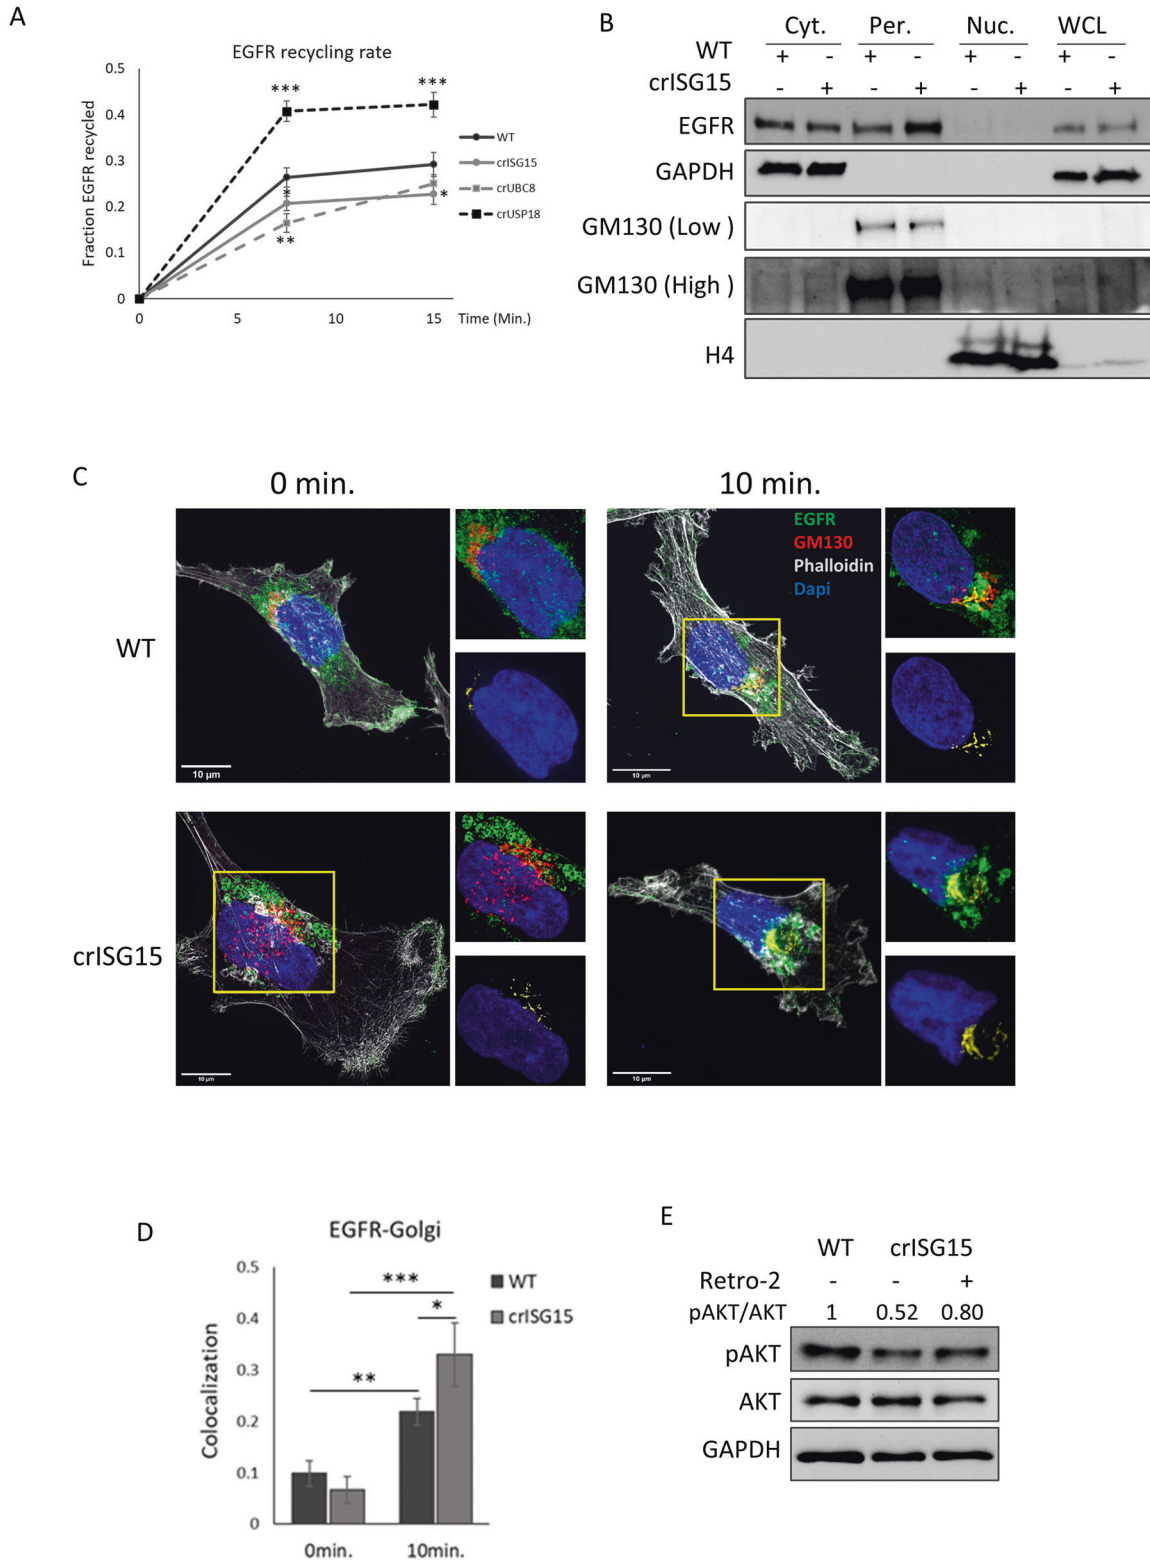 A
EGFR recycling rate
Fraction EGFR recycled
0.5
0.4
0.3
0.2
0.1
0
0 5 10 15 Time (Min.)
*** ***
* *
**
WT
crISG15
crUBC8
crUSP18
B
Cyt. Per. Nuc. WCL
WT + - + - + - + -
crISG15 - + - + - + - +
EGFR
GAPDH
GM130 (Low )
GM130 (High )
H4
C
0 min. 10 min.
EGFR
GM130
Phalloidin
Dapi
WT
10 µm 10 µm
crISG15
10 µm 10 µm
D
EGFR-Golgi
Colocalization
0.5
0.4
0.3
0.2
0.1
0
***
*
**
WT
crISG15
0min. 10min.
E
WT crISG15
Retro-2 - - +
pAKT/AKT 1 0.52 0.80
pAKT
AKT
GAPDH